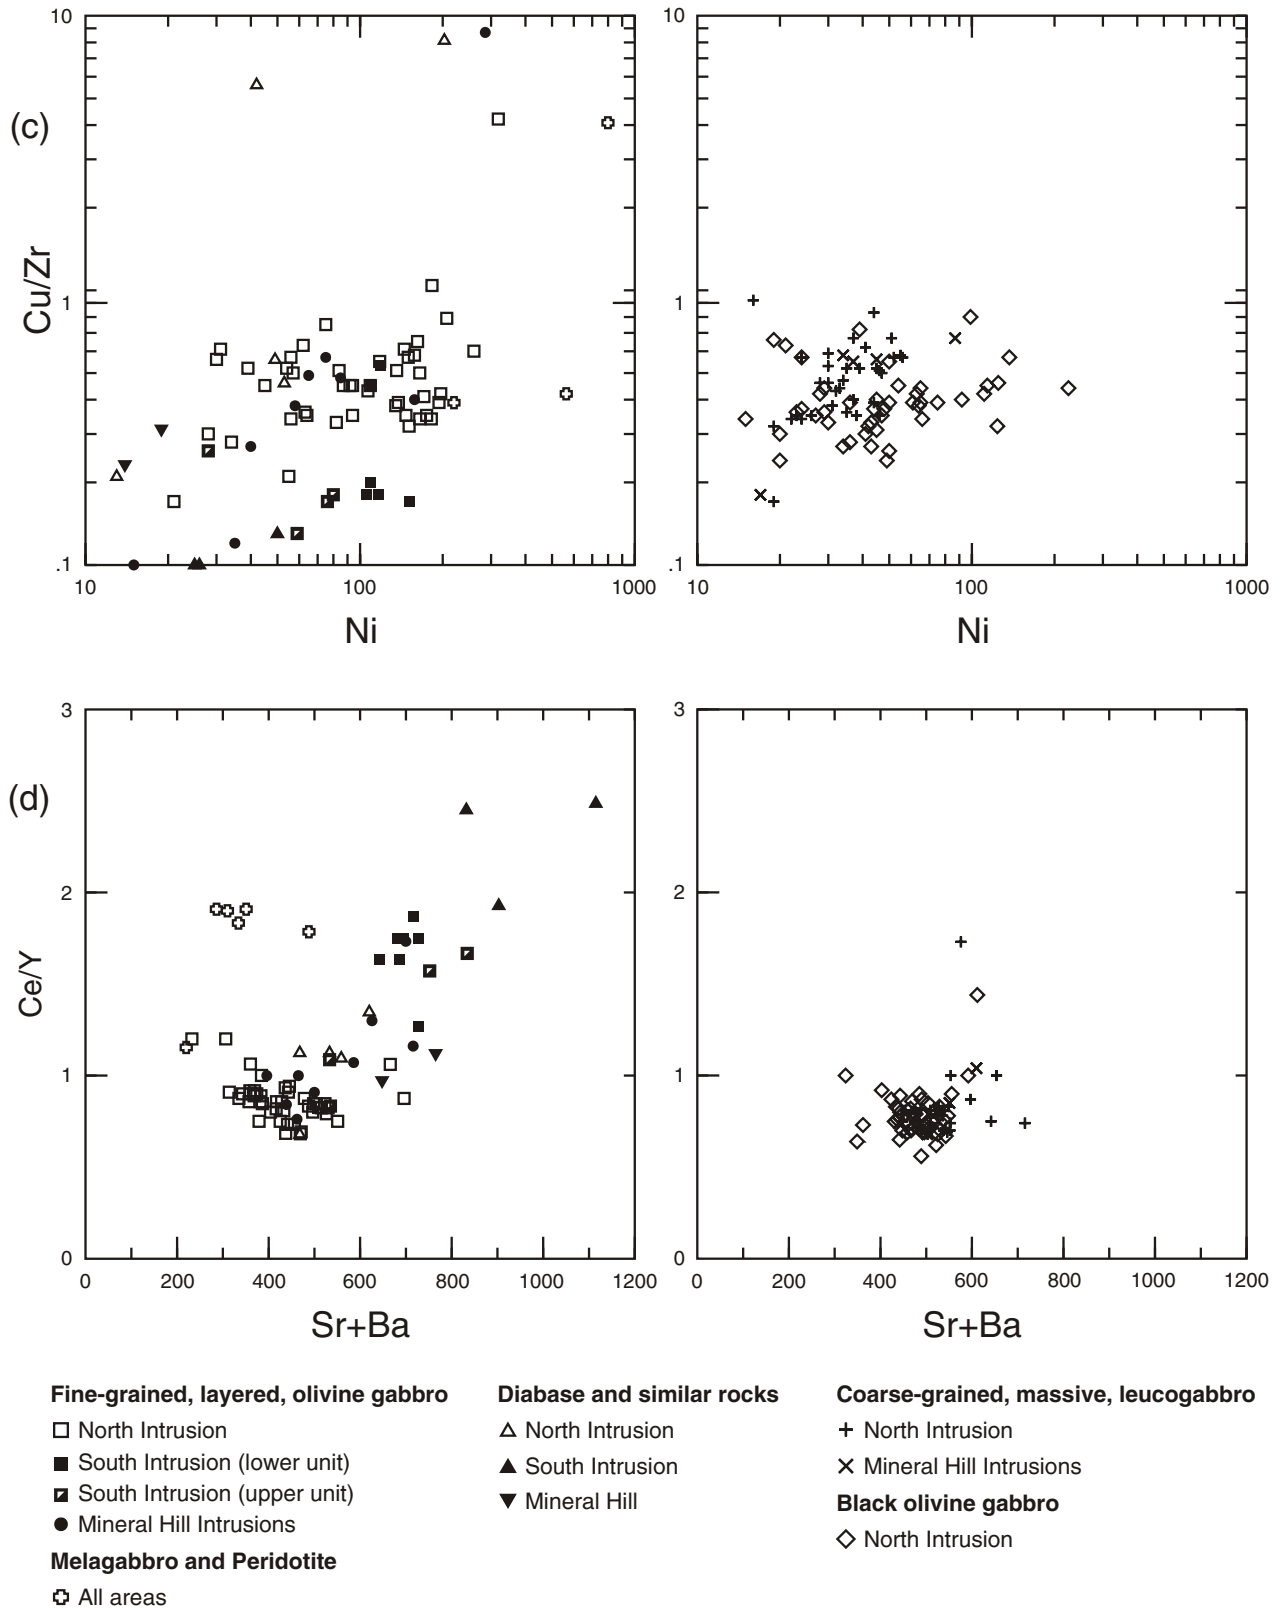 10
10
(c)
Cu/Zr
1
1
.1
.1
10
100
1000
10
100
1000
Ni
Ni
3
3
(d)
2
2
Ce/Y
1
1
0
0
0
200
400
600
800
1000
1200
0
200
400
600
800
1000
1200
Sr+Ba
Sr+Ba
Fine-grained, layered, olivine gabbro
North Intrusion
South Intrusion (lower unit)
South Intrusion (upper unit)
Mineral Hill Intrusions
Melagabbro and Peridotite
All areas
Diabase and similar rocks
North Intrusion
South Intrusion
Mineral Hill
Coarse-grained, massive, leucogabbro
North Intrusion
Mineral Hill Intrusions
Black olivine gabbro
North Intrusion